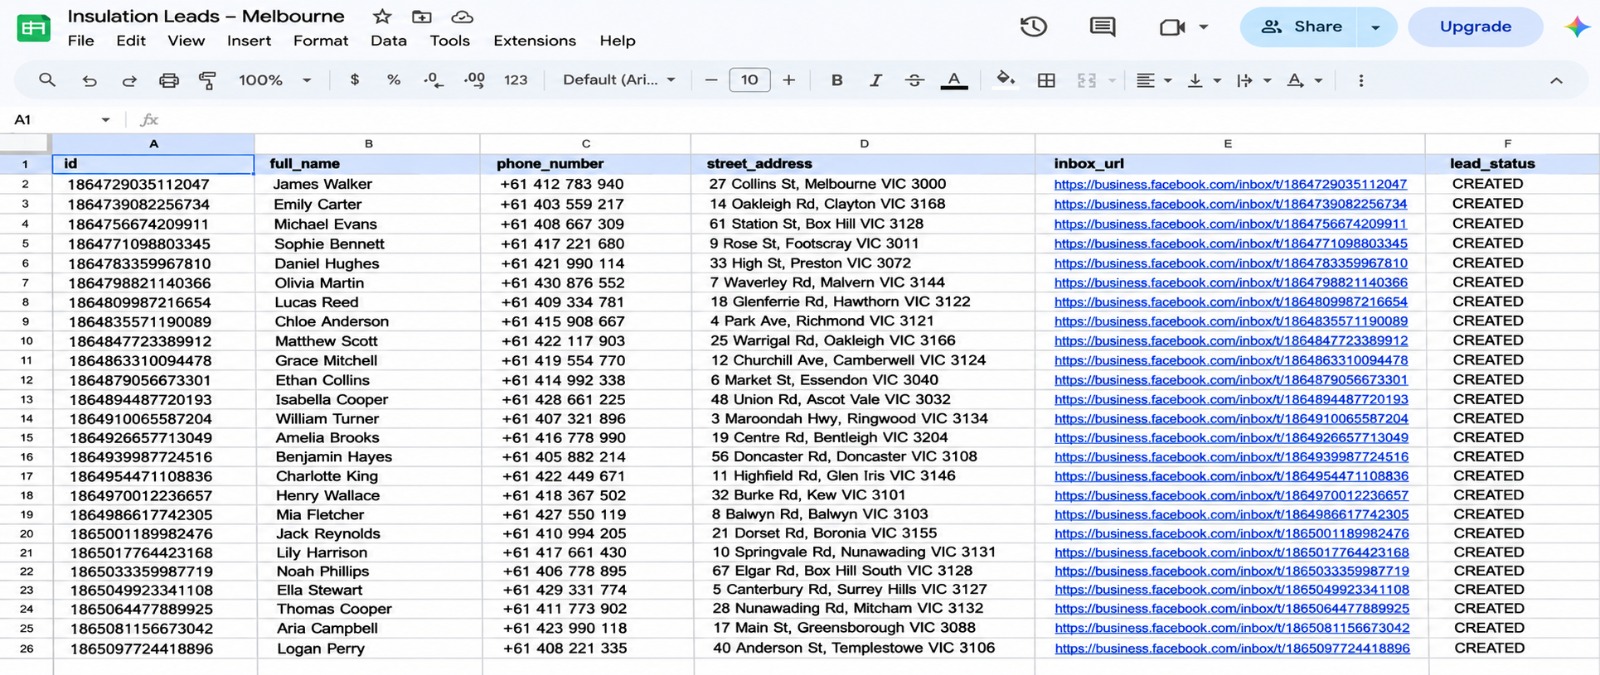 Insulation Leads – Melbourne
File Edit View Insert Format Data Tools Extensions Help
Share Upgrade
100% $ % .0 .00 123 Default (Ari... − 10 + B I S A
A1 fx
A B C D E F
1 id full_name phone_number street_address inbox_url lead_status
2 1864729035112047 James Walker +61 412 783 940 27 Collins St, Melbourne VIC 3000 https://business.facebook.com/inbox/t/1864729035112047 CREATED
3 1864739082256734 Emily Carter +61 403 559 217 14 Oakleigh Rd, Clayton VIC 3168 https://business.facebook.com/inbox/t/1864739082256734 CREATED
4 1864756674209911 Michael Evans +61 408 667 309 61 Station St, Box Hill VIC 3128 https://business.facebook.com/inbox/t/1864756674209911 CREATED
5 1864771098803345 Sophie Bennett +61 417 221 680 9 Rose St, Footscray VIC 3011 https://business.facebook.com/inbox/t/1864771098803345 CREATED
6 1864783359967810 Daniel Hughes +61 421 990 114 33 High St, Preston VIC 3072 https://business.facebook.com/inbox/t/1864783359967810 CREATED
7 1864798821140366 Olivia Martin +61 430 876 552 7 Waverley Rd, Malvern VIC 3144 https://business.facebook.com/inbox/t/1864798821140366 CREATED
8 1864809987216654 Lucas Reed +61 409 334 781 18 Glenferrie Rd, Hawthorn VIC 3122 https://business.facebook.com/inbox/t/1864809987216654 CREATED
9 1864835571190089 Chloe Anderson +61 415 908 667 4 Park Ave, Richmond VIC 3121 https://business.facebook.com/inbox/t/1864835571190089 CREATED
10 1864847723389912 Matthew Scott +61 422 117 903 25 Warrigal Rd, Oakleigh VIC 3166 https://business.facebook.com/inbox/t/1864847723389912 CREATED
11 1864863310094478 Grace Mitchell +61 419 554 770 12 Churchill Ave, Camberwell VIC 3124 https://business.facebook.com/inbox/t/1864863310094478 CREATED
12 1864879056673301 Ethan Collins +61 414 992 338 6 Market St, Essendon VIC 3040 https://business.facebook.com/inbox/t/1864879056673301 CREATED
13 1864894487720193 Isabella Cooper +61 428 661 225 48 Union Rd, Ascot Vale VIC 3032 https://business.facebook.com/inbox/t/1864894487720193 CREATED
14 1864910065587204 William Turner +61 407 321 896 3 Maroondah Hwy, Ringwood VIC 3134 https://business.facebook.com/inbox/t/1864910065587204 CREATED
15 1864926657713049 Amelia Brooks +61 416 778 990 19 Centre Rd, Bentleigh VIC 3204 https://business.facebook.com/inbox/t/1864926657713049 CREATED
16 1864939987724516 Benjamin Hayes +61 405 882 214 56 Doncaster Rd, Doncaster VIC 3108 https://business.facebook.com/inbox/t/1864939987724516 CREATED
17 1864954471108836 Charlotte King +61 422 449 671 11 Highfield Rd, Glen Iris VIC 3146 https://business.facebook.com/inbox/t/1864954471108836 CREATED
18 1864970012236657 Henry Wallace +61 418 367 502 32 Burke Rd, Kew VIC 3101 https://business.facebook.com/inbox/t/1864970012236657 CREATED
19 1864986617742305 Mia Fletcher +61 427 550 119 8 Balwyn Rd, Balwyn VIC 3103 https://business.facebook.com/inbox/t/1864986617742305 CREATED
20 1865001189982476 Jack Reynolds +61 410 994 205 21 Dorset Rd, Boronia VIC 3155 https://business.facebook.com/inbox/t/1865001189982476 CREATED
21 1865017764423168 Lily Harrison +61 417 661 430 10 Springvale Rd, Nunawading VIC 3131 https://business.facebook.com/inbox/t/1865017764423168 CREATED
22 1865033359987719 Noah Phillips +61 406 778 895 67 Elgar Rd, Box Hill South VIC 3128 https://business.facebook.com/inbox/t/1865033359987719 CREATED
23 1865049923341108 Ella Stewart +61 429 331 774 5 Canterbury Rd, Surrey Hills VIC 3127 https://business.facebook.com/inbox/t/1865049923341108 CREATED
24 1865064477889925 Thomas Cooper +61 411 773 902 28 Nunawading Rd, Mitcham VIC 3132 https://business.facebook.com/inbox/t/1865064477889925 CREATED
25 1865081156673042 Aria Campbell +61 423 990 118 17 Main St, Greensborough VIC 3088 https://business.facebook.com/inbox/t/1865081156673042 CREATED
26 1865097724418896 Logan Perry +61 408 221 335 40 Anderson St, Templestowe VIC 3106 https://business.facebook.com/inbox/t/1865097724418896 CREATED